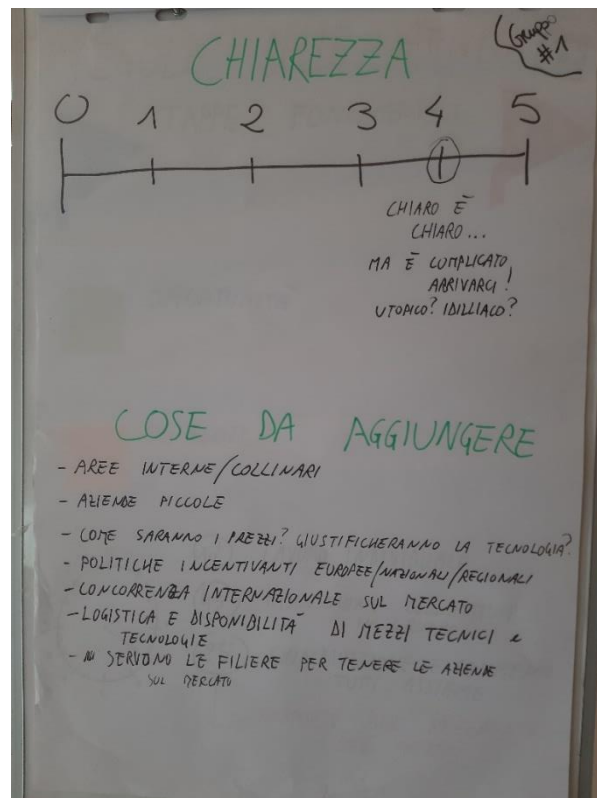 Gruppo
#1
CHIAREZZA
0 1 2 3 4 5
CHIARO È
CHIARO...
MA È COMPLICATO
ARRIVARCI!
UTOPICO? IDILLIACO?
COSE DA AGGIUNGERE
- AREE INTERNE/COLLINARI
- AZIENDE PICCOLE
- COME SARANNO I PREZZI? GIUSTIFICHERANNO LA TECNOLOGIA?
- POLITICHE INCENTIVANTI EUROPEE/NAZIONALI/REGIONALI
- CONCORRENZA INTERNAZIONALE SUL MERCATO
- LOGISTICA E DISPONIBILITÀ DI MEZZI TECNICI e
TECNOLOGIE
- SERVONO LE FILIERE PER TENERE LE AZIENDE
SUL MERCATO